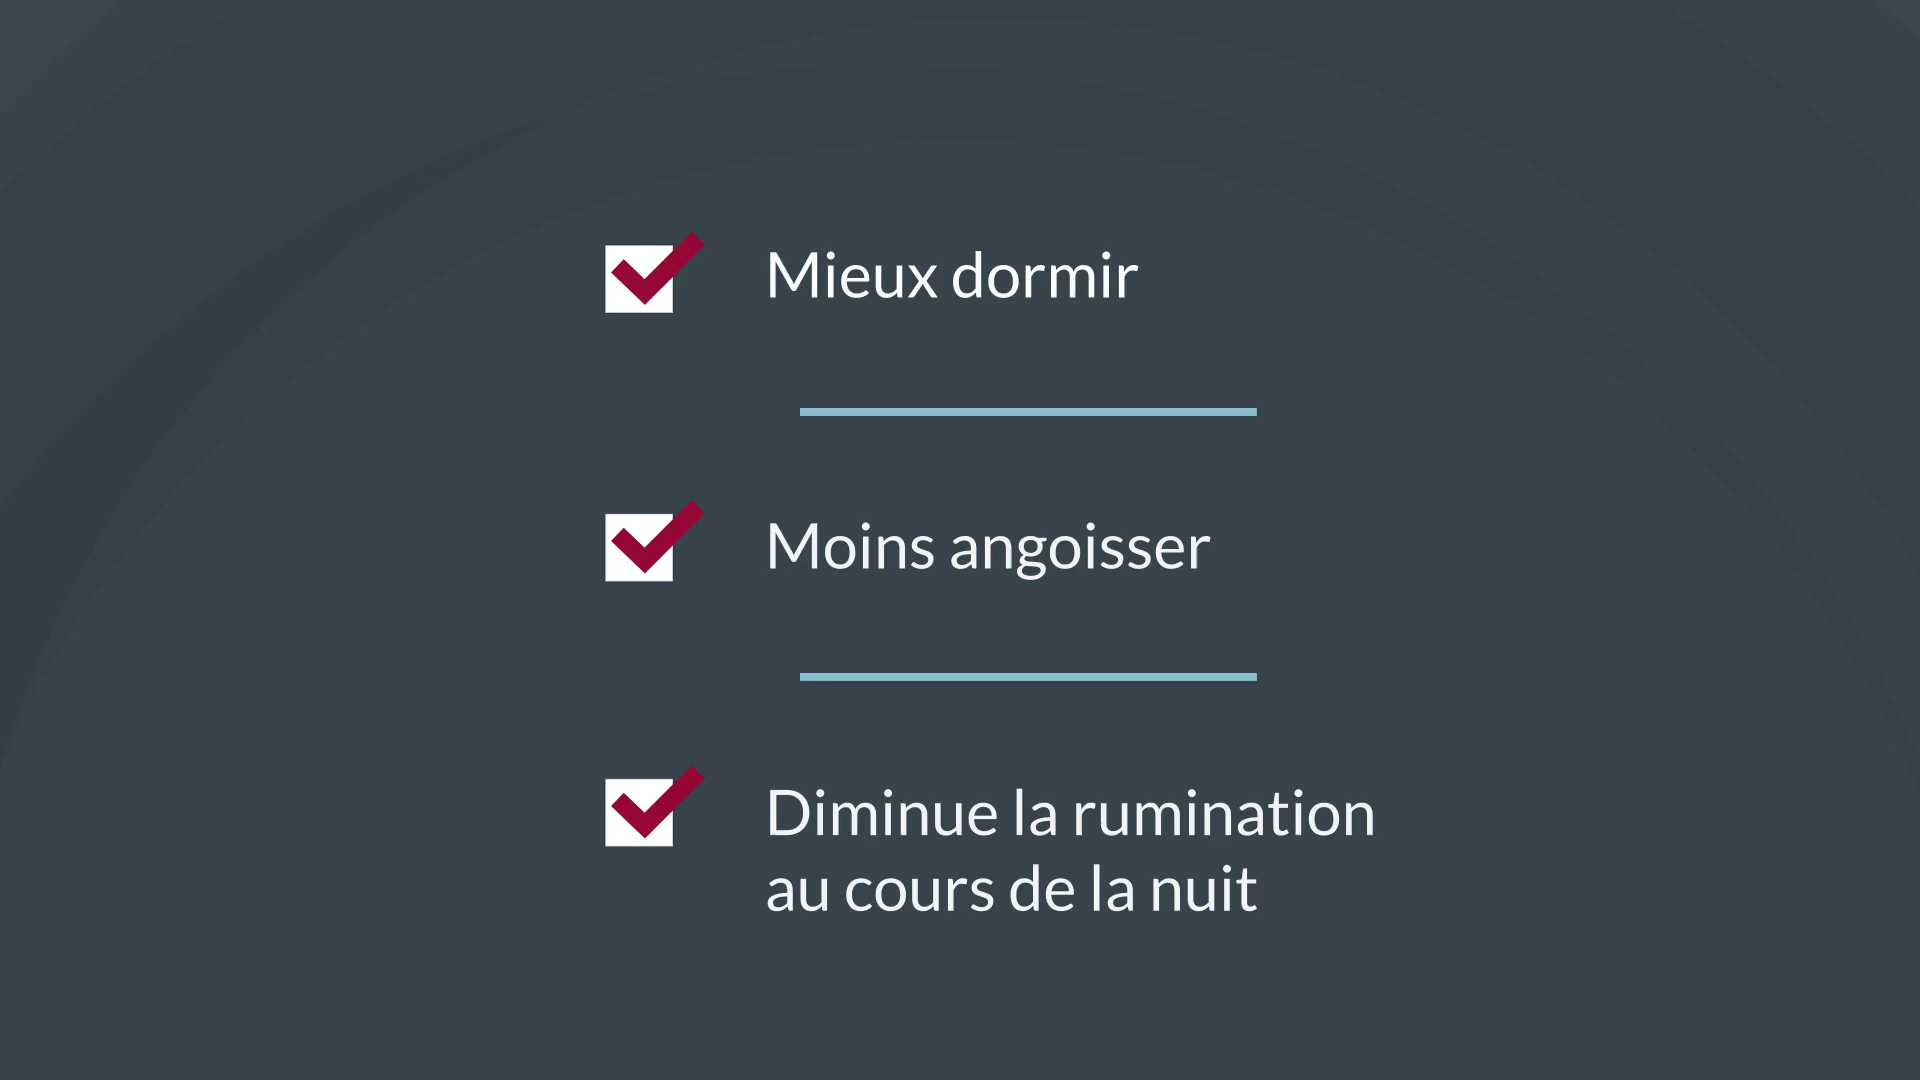 Mieux dormir
Moins angoisser
Diminue la rumination
au cours de la nuit